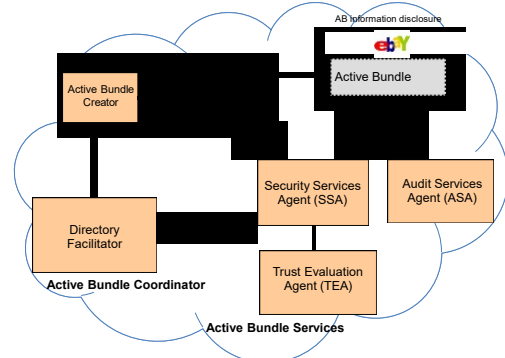 AB information disclosure
ebaY
Active Bundle
Active Bundle
Creator
Security Services
Agent (SSA)
Audit Services
Agent (ASA)
Directory
Facilitator
Trust Evaluation
Agent (TEA)
Active Bundle Coordinator
Active Bundle Services